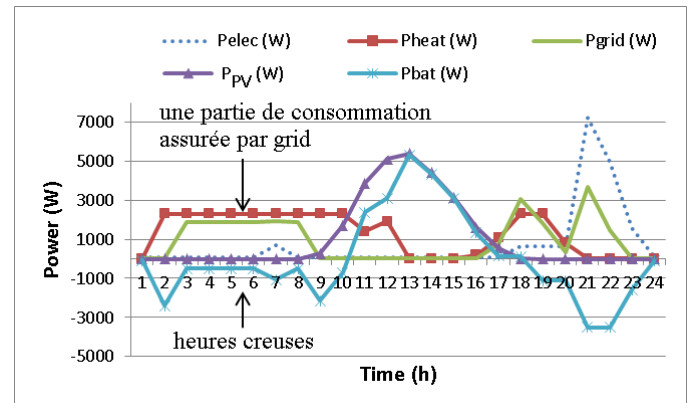 Pelec (W) Pheat (W) Pgrid (W)
PPV (W) Pbat (W)
une partie de consommation
assurée par grid
7000
5000
3000
1000
-1000
-3000
-5000
Power (W)
1 2 3 4 5 6 7 8 9 10 11 12 13 14 15 16 17 18 19 20 21 22 23 24
heures creuses
Time (h)